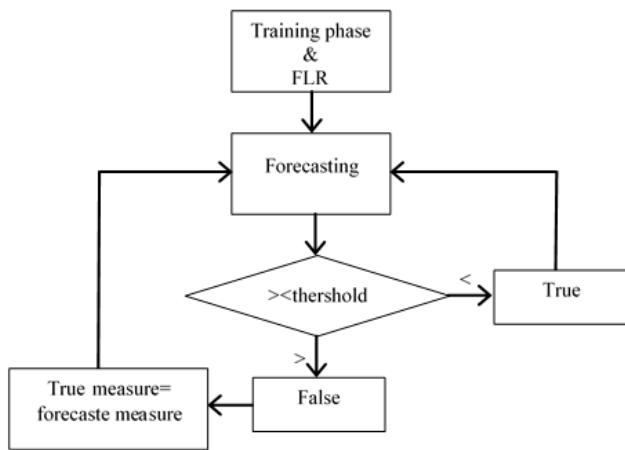 Training phase
&
FLR
Forecasting
><thershold
<
True
>
False
True measure=
forecaste measure